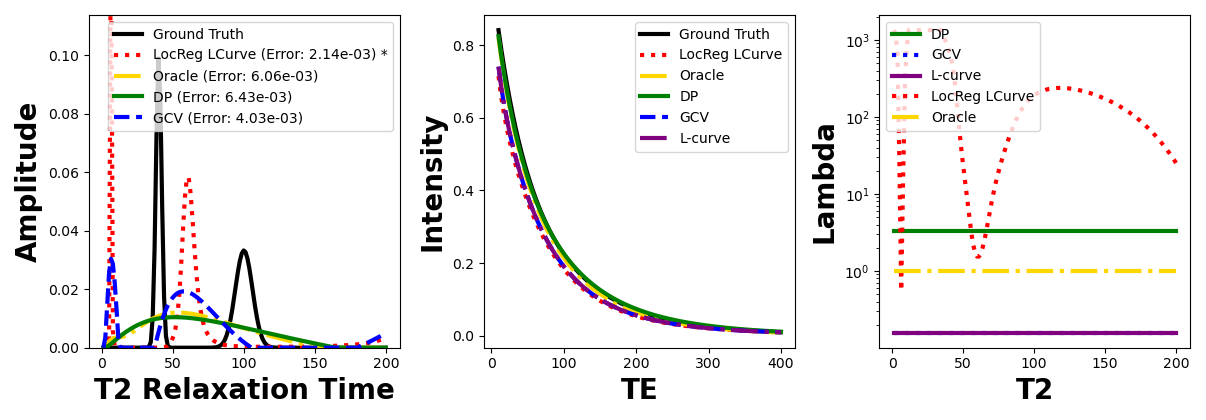 Ground Truth
LocReg LCurve (Error: 2.14e-03) *
Oracle (Error: 6.06e-03)
DP (Error: 6.43e-03)
GCV (Error: 4.03e-03)
Amplitude
0.10
0.08
0.06
0.04
0.02
0.00
0
50
100
150
200
T2 Relaxation Time
Ground Truth
LocReg LCurve
Oracle
DP
GCV
L-curve
Intensity
0.8
0.6
0.4
0.2
0.0
0
100
200
300
400
TE
DP
GCV
L-curve
LocReg LCurve
Oracle
Lambda
10³
10²
10¹
10⁰
0
50
100
150
200
T2